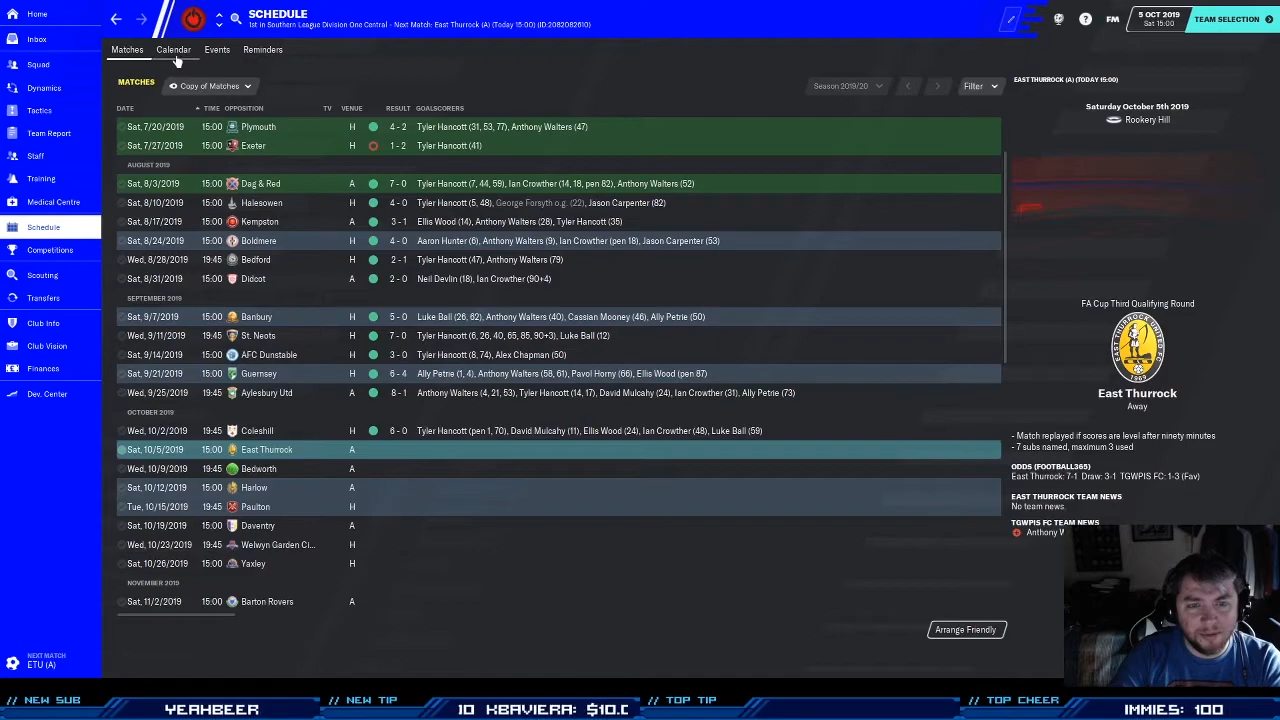 Home
SCHEDULE
1st in Southern League Division One Central - Next Match: East Thurrock (A) (Today 15:00) (ID:2082082610)
FM
5 OCT 2019
Sat 15:00
TEAM SELECTION
Inbox
Squad
Dynamics
Tactics
Team Report
Staff
Training
Medical Centre
Schedule
Competitions
Scouting
Transfers
Club Info
Club Vision
Finances
Dev. Center
NEXT MATCH
ETU (A)
Matches Calendar Events Reminders
MATCHES Copy of Matches Season 2019/20 Filter
DATE TIME OPPOSITION TV VENUE RESULT GOALSCORERS
Sat, 7/20/2019 15:00 Plymouth H 4 - 2 Tyler Hancott (31, 53, 77), Anthony Walters (47)
Sat, 7/27/2019 15:00 Exeter H 1 - 2 Tyler Hancott (41)
AUGUST 2019
Sat, 8/3/2019 15:00 Dag & Red A 7 - 0 Tyler Hancott (7, 44, 59), Ian Crowther (14, 18, pen 82), Anthony Walters (52)
Sat, 8/10/2019 15:00 Halesowen H 4 - 0 Tyler Hancott (5, 48), George Forsyth o.g. (22), Jason Carpenter (82)
Sat, 8/17/2019 15:00 Kempston A 3 - 1 Ellis Wood (14), Anthony Walters (28), Tyler Hancott (35)
Sat, 8/24/2019 15:00 Boldmere H 4 - 0 Aaron Hunter (6), Anthony Walters (9), Ian Crowther (pen 18), Jason Carpenter (53)
Wed, 8/28/2019 19:45 Bedford H 2 - 1 Tyler Hancott (47), Anthony Walters (79)
Sat, 8/31/2019 15:00 Didcot A 2 - 0 Neil Devlin (18), Ian Crowther (90+4)
SEPTEMBER 2019
Sat, 9/7/2019 15:00 Banbury H 5 - 0 Luke Ball (26, 62), Anthony Walters (40), Cassian Mooney (46), Ally Petrie (50)
Wed, 9/11/2019 19:45 St. Neots H 7 - 0 Tyler Hancott (6, 26, 40, 65, 85, 90+3), Luke Ball (12)
Sat, 9/14/2019 15:00 AFC Dunstable H 3 - 0 Tyler Hancott (8, 74), Alex Chapman (50)
Sat, 9/21/2019 15:00 Guernsey H 6 - 4 Ally Petrie (1, 4), Anthony Walters (58, 61), Pavol Horny (66), Ellis Wood (pen 87)
Wed, 9/25/2019 19:45 Aylesbury Utd A 8 - 1 Anthony Walters (4, 21, 53), Tyler Hancott (14, 17), David Mulcahy (24), Ian Crowther (31), Ally Petrie (73)
OCTOBER 2019
Wed, 10/2/2019 19:45 Coleshill H 6 - 0 Tyler Hancott (pen 1, 70), David Mulcahy (11), Ellis Wood (24), Ian Crowther (48), Luke Ball (59)
Sat, 10/5/2019 15:00 East Thurrock A
Wed, 10/9/2019 19:45 Bedworth A
Sat, 10/12/2019 15:00 Harlow A
Tue, 10/15/2019 19:45 Paulton H
Sat, 10/19/2019 15:00 Daventry A
Wed, 10/23/2019 19:45 Welwyn Garden Ci... H
Sat, 10/26/2019 15:00 Yaxley H
NOVEMBER 2019
Sat, 11/2/2019 15:00 Barton Rovers A
Arrange Friendly
EAST THURROCK (A) (TODAY 15:00)
Saturday October 5th 2019
Rookery Hill
FA Cup Third Qualifying Round
East Thurrock
Away
- Match replayed if scores are level after ninety minutes
- 7 subs named, maximum 3 used
ODDS (FOOTBALL365)
East Thurrock: 7-1 Draw: 3-1 TGWPIS FC: 1-3 (Fav)
EAST THURROCK TEAM NEWS
No team news
TGWPIS FC TEAM NEWS
Anthony W
// NEW SUB // NEW TIP // TOP TIP // TOP CHEER
YEAHBEER 10 KBAVIERA: $10.0 IMMIES: 100